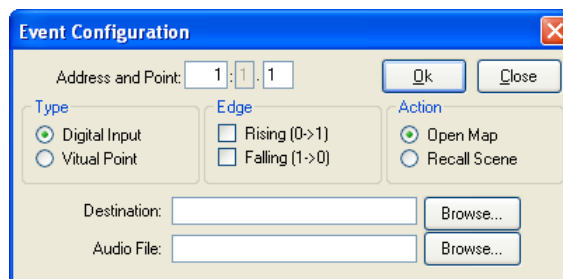 Event Configuration
Address and Point: 1 : 1 . 1 Ok Close
Type Edge Action
Digital Input Rising (0->1) Open Map
Vitual Point Falling (1->0) Recall Scene
Destination: Browse...
Audio File: Browse...